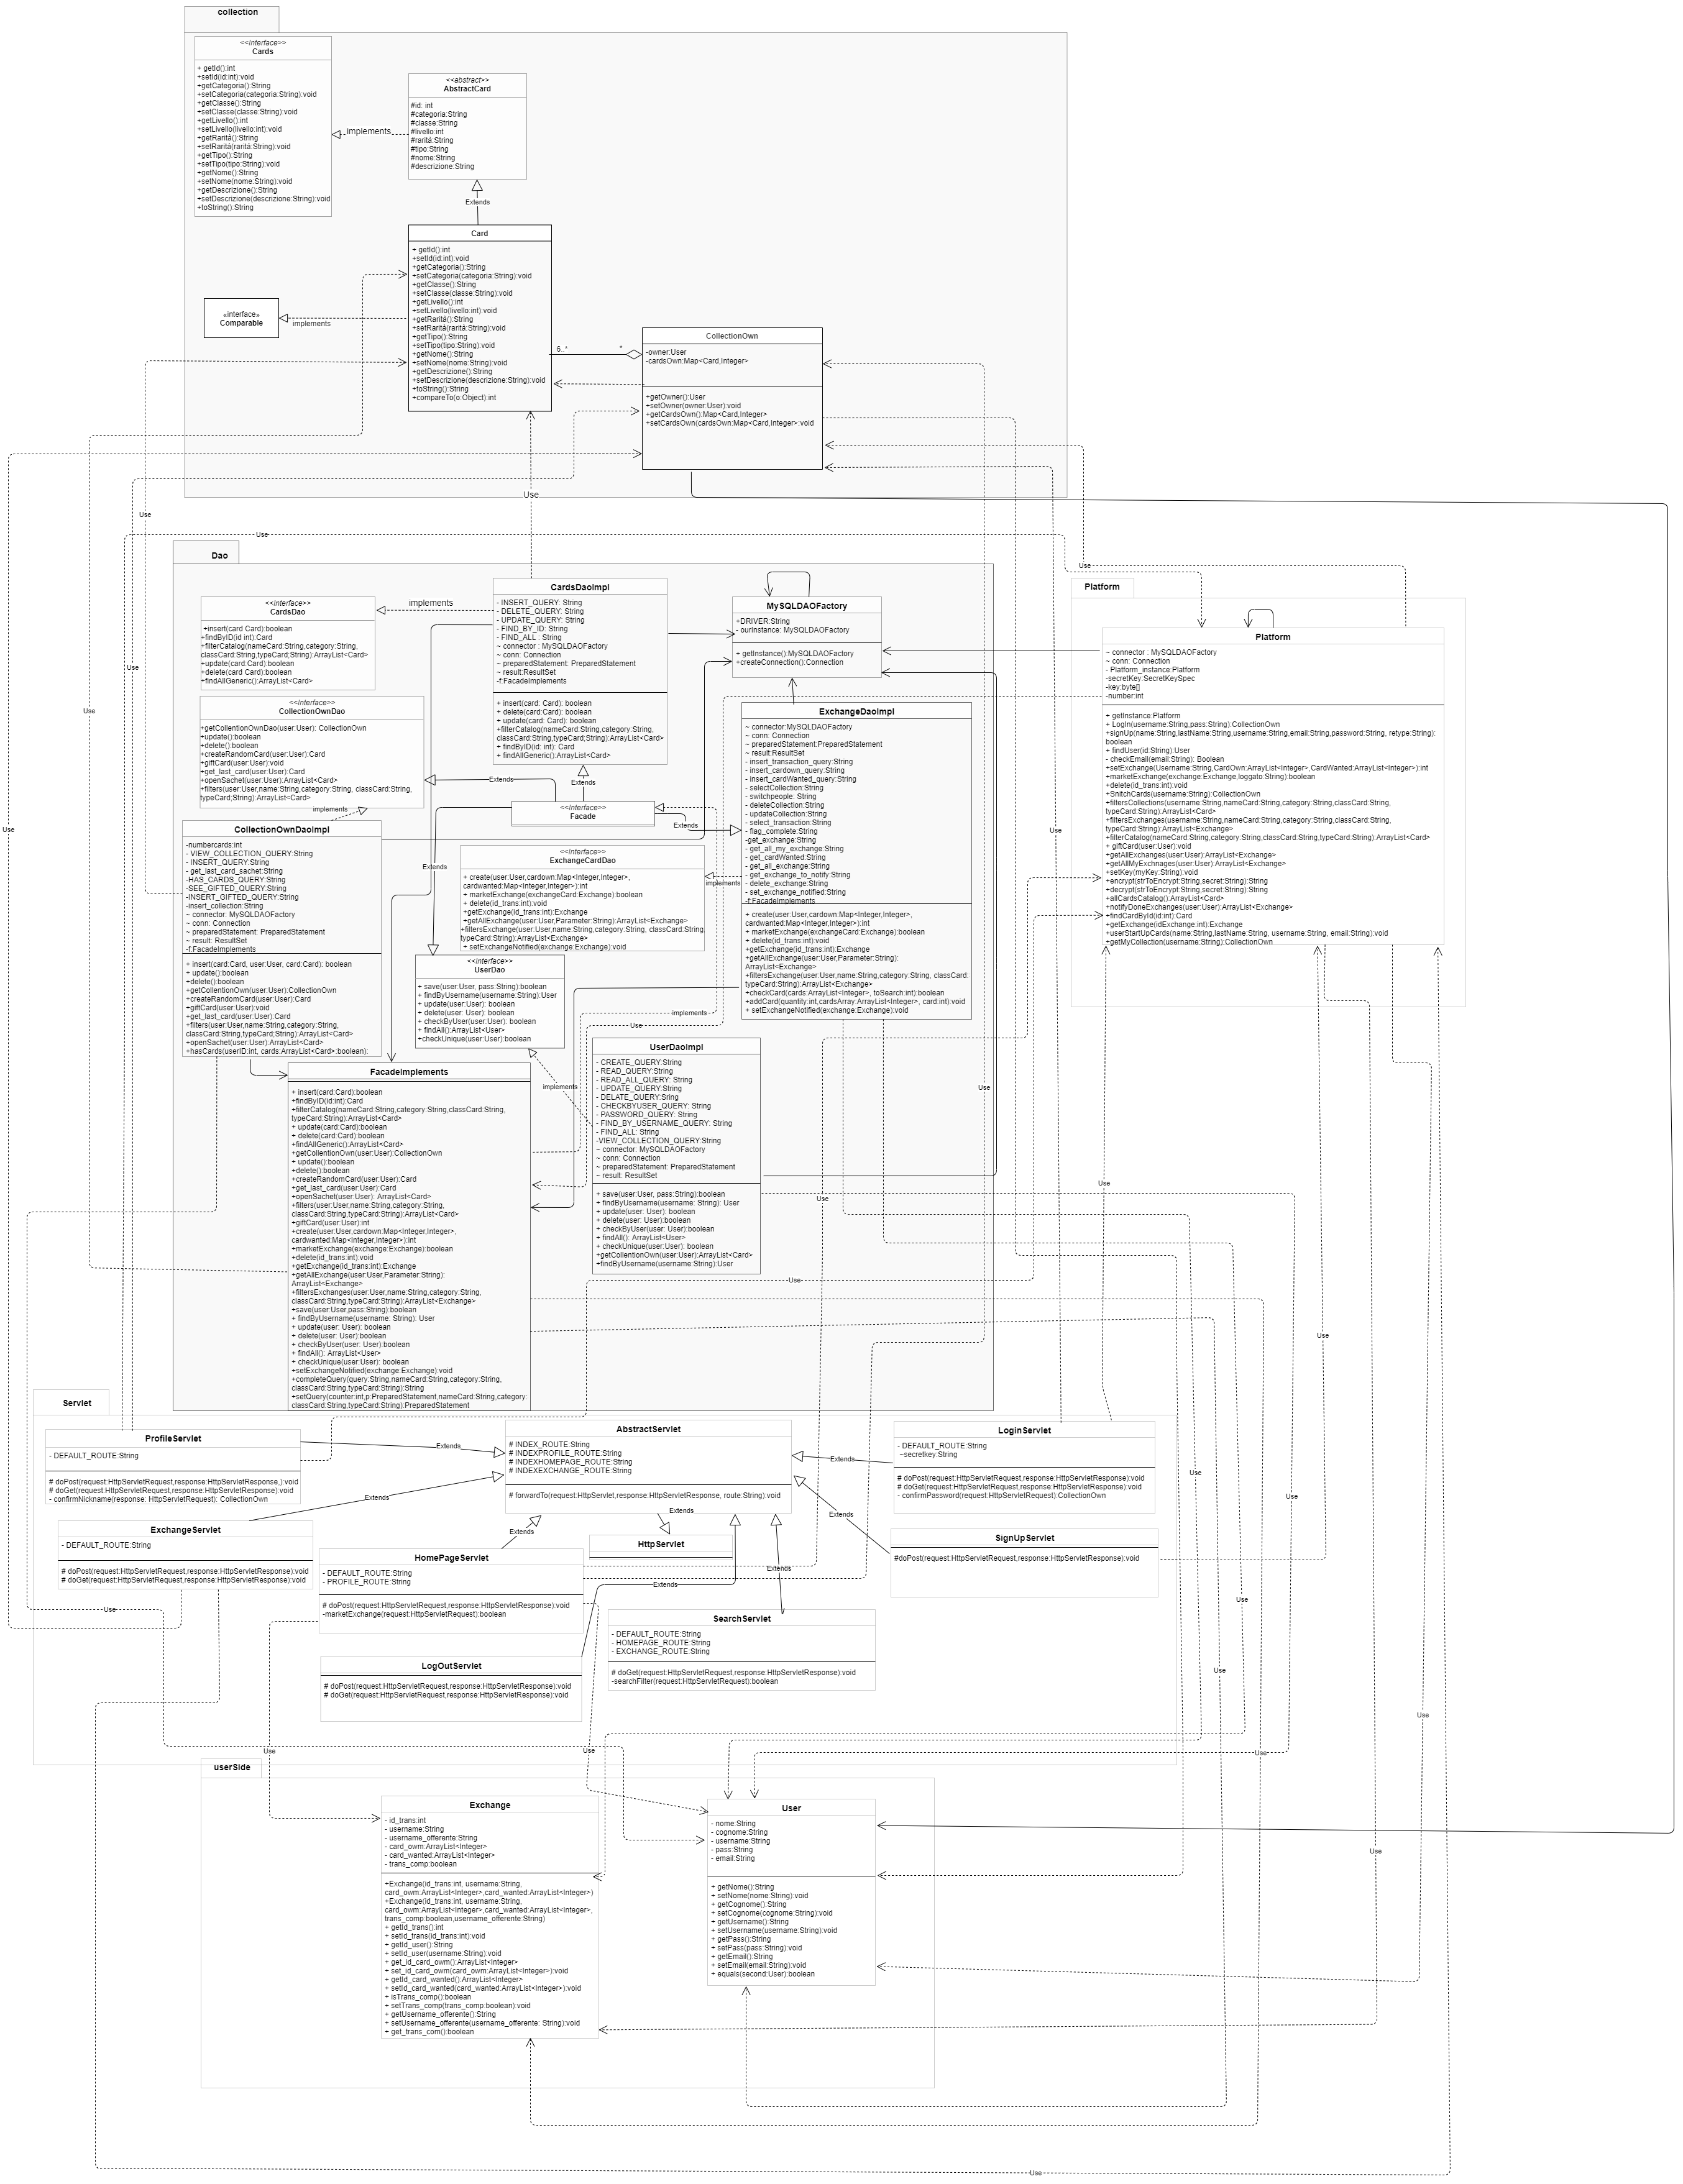 collection
<<interface>>
Cards
+ getId():int
+setId(id:int):void
+getCategoria():String
+setCategoria(categoria:String):void
+getClasse():String
+setClasse(classe:String):void
+getLivello():int
+setLivello(livello:int):void
+getRaritá():String
+setRaritá(raritá:String):void
+getTipo():String
+setTipo(tipo:String):void
+getNome():String
+setNome(nome:String):void
+getDescrizione():String
+setDescrizione(descrizione:String):void
+toString():String
<<abstract>>
AbstractCard
#id: int
#categoria:String
#classe:String
#livello:int
#raritá:String
#tipo:String
#nome:String
#descrizione:String
implements
Extends
Card
+ getId():int
+setId(id:int):void
+getCategoria():String
+setCategoria(categoria:String):void
+getClasse():String
+setClasse(classe:String):void
+getLivello():int
+setLivello(livello:int):void
+getRaritá():String
+setRaritá(raritá:String):void
+getTipo():String
+setTipo(tipo:String):void
+getNome():String
+setNome(nome:String):void
+getDescrizione():String
+setDescrizione(descrizione:String):void
+toString():String
+compareTo(o:Object):int
«interface»
Comparable
implements
6..*
*
CollectionOwn
-owner:User
-cardsOwn:Map<Card,Integer>
+getOwner():User
+setOwner(owner:User):void
+getCardsOwn():Map<Card,Integer>
+setCardsOwn(cardsOwn:Map<Card,Integer>:void
Use
Use
Use
Use
Use
Dao
<<interface>>
CardsDao
+insert(card Card):boolean
+findByID(id int):Card
+filterCatalog(nameCard:String,category:String,
classCard:String,typeCard;String):ArrayList<Card>
+update(card:Card):boolean
+delete(card Card):boolean
+findAllGeneric():ArrayList<Card>
implements
CardsDaoImpl
- INSERT_QUERY: String
- DELETE_QUERY: String
- UPDATE_QUERY: String
- FIND_BY_ID: String
- FIND_ALL : String
~ connector : MySQLDAOFactory
~ conn: Connection
~ preparedStatement: PreparedStatement
~ result:ResultSet
-f:FacadeImplements
+ insert(card: Card): boolean
+ delete(card:Card): boolean
+ update(card: Card): boolean
+filterCatalog(nameCard:String,category:String,
classCard:String,typeCard;String):ArrayList<Card>
+ findByID(id: int): Card
+ findAllGeneric():ArrayList<Card>
MySQLDAOFactory
+DRIVER:String
- ourInstance: MySQLDAOFactory
+ getInstance():MySQLDAOFactory
+createConnection():Connection
Platform
Platform
~ connector : MySQLDAOFactory
~ conn: Connection
- Platform_instance:Platform
-secretKey:SecretKeySpec
-key:byte[]
-number:int
+ getInstance:Platform
+ LogIn(username:String,pass:String):CollectionOwn
+signUp(name:String,lastName:String,username:String,email:String,password:String, retype:String):
boolean
+ findUser(id:String):User
- checkEmail(email:String): Boolean
+setExchange(Username:String,CardOwn:ArrayList<Integer>,CardWanted:ArrayList<Integer>):int
+marketExchange(exchange:Exchange,loggato:String):boolean
+delete(id_trans:int):void
+SnitchCards(username:String):CollectionOwn
+filtersCollections(username:String,nameCard:String,category:String,classCard:String,
typeCard:String):ArrayList<Card>
+filtersExchanges(username:String,nameCard:String,category:String,classCard:String,
typeCard:String):ArrayList<Exchange>
+filterCatalog(nameCard:String,category:String,classCard:String,typeCard:String):ArrayList<Card>
+ giftCard(user:User):void
+getAllExchanges(user:User):ArrayList<Exchange>
+getAllMyExchnages(user:User):ArrayList<Exchange>
+setKey(myKey:String):void
+encrypt(strToEncrypt:String,secret:String):String
+decrypt(strToEncrypt:String,secret:String):String
+allCardsCatalog():ArrayList<Card>
+notifyDoneExchanges(user:User):ArrayList<Exchange>
+findCardById(id:int):Card
+getExchange(idExchange:int):Exchange
+userStartUpCards(name:String,lastName:String, username:String, email:String):void
+getMyCollection(username:String):CollectionOwn
<<interface>>
CollectionOwnDao
+getCollentionOwnDao(user:User): CollectionOwn
+update():boolean
+delete():boolean
+createRandomCard(user:User):Card
+giftCard(user:User):void
+get_last_card(user:User):Card
+openSachet(user:User):ArrayList<Card>
+filters(user:User,name:String,category: String, classCard:String,
typeCard;String):ArrayList<Card>
implements
Extends
Extends
Extends
Extends
<<interface>>
Facade
CollectionOwnDaoImpl
-numbercards:int
- VIEW_COLLECTION_QUERY:String
- INSERT_QUERY:String
- get_last_card_sachet:String
-HAS_CARDS_QUERY:String
-SEE_GIFTED_QUERY:String
-INSERT_GIFTED_QUERY:String
-insert_collection:String
~ connector: MySQLDAOFactory
~ conn: Connection
~ preparedStatement: PreparedStatement
~ result: ResultSet
-f:FacadeImplements
+ insert(card:Card, user:User, card:Card): boolean
+ update():boolean
+delete():boolean
+getCollentionOwn(user:User):CollectionOwn
+createRandomCard(user:User):Card
+giftCard(user:User):void
+get_last_card(user:User):Card
+filters(user:User,name:String,category:String,
classCard:String,typeCard;String):ArrayList<Card>
+openSachet(user:User):ArrayList<Card>
+hasCards(userID:int, cards:ArrayList<Card>:boolean):
<<interface>>
ExchangeCardDao
+ create(user:User,cardown:Map<Integer,Integer>,
cardwanted:Map<Integer,Integer>):int
+ marketExchange(exchangeCard:Exchange):boolean
+ delete(id_trans:int):void
+getExchange(id_trans:int):Exchange
+getAllExchange(user:User,Parameter:String):ArrayList<Exchange>
+filtersExchange(user:User,name:String,category: String, classCard:String,
typeCard:String):ArrayList<Exchange>
+ setExchangeNotified(exchange:Exchange):void
implements
ExchangeDaoImpl
~ connector:MySQLDAOFactory
~ conn: Connection
~ preparedStatement:PreparedStatement
~ result:ResultSet
- insert_transaction_query:String
- insert_cardown_query:String
- insert_cardWanted_query:String
- selectCollection:String
- switchpeople: String
- deleteCollection:String
- updateCollection:String
- select_transaction:String
- flag_complete:String
-get_exchange:String
- get_all_my_exchange:String
- get_cardWanted:String
- get_all_exchange:String
- get_exchange_to_notify:String
- delete_exchange:String
- set_exchange_notified:String
-f:FacadeImplements
+ create(user:User,cardown:Map<Integer,Integer>,
cardwanted:Map<Integer,Integer>):int
+ marketExchange(exchangeCard:Exchange):boolean
+ delete(id_trans:int):void
+getExchange(id_trans:int):Exchange
+getAllExchange(user:User,Parameter:String):
ArrayList<Exchange>
+filtersExchange(user:User,name:String,category:String, classCard:
typeCard:String):ArrayList<Exchange>
+checkCard(cards:ArrayList<Integer>, toSearch:int):boolean
+addCard(quantity:int,cardsArray:ArrayList<Integer>, card:int):void
+ setExchangeNotified(exchange:Exchange):void
<<interface>>
UserDao
+ save(user:User, pass:String):boolean
+ findByUsername(username:String):User
+ update(user:User): boolean
+ delete(user: User): boolean
+ checkByUser(user:User): boolean
+ findAll():ArrayList<User>
+checkUnique(user:User):boolean
implements
implements
Use
UserDaoImpl
- CREATE_QUERY:String
- READ_QUERY:String
- READ_ALL_QUERY: String
- UPDATE_QUERY:String
- DELATE_QUERY:String
- CHECKBYUSER_QUERY: String
- PASSWORD_QUERY: String
- FIND_BY_USERNAME_QUERY: String
- FIND_ALL: String
-VIEW_COLLECTION_QUERY:String
~ connector: MySQLDAOFactory
~ conn: Connection
~ preparedStatement: PreparedStatement
~ result: ResultSet
+ save(user:User, pass:String):boolean
+ findByUsername(username: String): User
+ update(user: User): boolean
+ delete(user: User):boolean
+ checkByUser(user: User):boolean
+ findAll(): ArrayList<User>
+ checkUnique(user:User): boolean
+getCollentionOwn(user:User):ArrayList<Card>
+findByUsername(username:String):User
FacadeImplements
+ insert(card:Card):boolean
+findByID(id:int):Card
+filterCatalog(nameCard:String,category:String,classCard:String,
typeCard:String):ArrayList<Card>
+ update(card:Card):boolean
+ delete(card:Card):boolean
+findAllGeneric():ArrayList<Card>
+getCollentionOwn(user:User):CollectionOwn
+ update():boolean
+delete():boolean
+createRandomCard(user:User):Card
+get_last_card(user:User):Card
+openSachet(user:User): ArrayList<Card>
+filters(user:User,name:String,category:String,
classCard:String,typeCard:String):ArrayList<Card>
+giftCard(user:User):int
+create(user:User,cardown:Map<Integer,Integer>,
cardwanted:Map<Integer,Integer>):int
+marketExchange(exchange:Exchange):boolean
+delete(id_trans:int):void
+getExchange(id_trans:int):Exchange
+getAllExchange(user:User,Parameter:String):
ArrayList<Exchange>
+filtersExchanges(user:User,name:String,category:String,
classCard:String,typeCard:String):ArrayList<Exchange>
+save(user:User,pass:String):boolean
+ findByUsername(username: String): User
+ update(user: User): boolean
+ delete(user: User):boolean
+ checkByUser(user: User):boolean
+ findAll(): ArrayList<User>
+ checkUnique(user:User): boolean
+setExchangeNotified(exchange:Exchange):void
+completeQuery(query:String,nameCard:String,category:String,
classCard:String,typeCard:String):String
+setQuery(counter:int,p:PreparedStatement,nameCard:String,category:
classCard:String,typeCard:String):PreparedStatement
Use
Use
Use
Use
Use
Use
Use
Servlet
ProfileServlet
- DEFAULT_ROUTE:String
# doPost(request:HttpServletRequest,response:HttpServletResponse,):void
# doGet(request:HttpServletRequest,response:HttpServletResponse):void
- confirmNickname(response: HttpServletRequest): CollectionOwn
Extends
AbstractServlet
# INDEX_ROUTE:String
# INDEXPROFILE_ROUTE:String
# INDEXHOMEPAGE_ROUTE:String
# INDEXEXCHANGE_ROUTE:String
# forwardTo(request:HttpServlet,response:HttpServletResponse, route:String):void
LoginServlet
- DEFAULT_ROUTE:String
~secretkey:String
# doPost(request:HttpServletRequest,response:HttpServletResponse):void
# doGet(request:HttpServletRequest,response:HttpServletResponse):void
- confirmPassword(request:HttpServletRequest):CollectionOwn
Extends
Extends
Extends
Extends
Extends
ExchangeServlet
- DEFAULT_ROUTE:String
# doPost(request:HttpServletRequest,response:HttpServletResponse,):void
# doGet(request:HttpServletRequest,response:HttpServletResponse):void
HomePageServlet
- DEFAULT_ROUTE:String
- PROFILE_ROUTE:String
# doPost(request:HttpServletRequest,response:HttpServletResponse):void
-marketExchange(request:HttpServletRequest):boolean
HttpServlet
SignUpServlet
#doPost(request:HttpServletRequest,response:HttpServletResponse):void
Extends
Extends
Use
Use
Use
SearchServlet
- DEFAULT_ROUTE:String
- HOMEPAGE_ROUTE:String
- EXCHANGE_ROUTE:String
# doGet(request:HttpServletRequest,response:HttpServletResponse):void
-searchFilter(request:HttpServletRequest):boolean
LogOutServlet
# doPost(request:HttpServletRequest,response:HttpServletResponse):void
# doGet(request:HttpServletRequest,response:HttpServletResponse):void
Use
Use
Use
Use
Use
Use
userSide
Exchange
- id_trans:int
- username:String
- username_offerente:String
- card_owm:ArrayList<Integer>
- card_wanted:ArrayList<Integer>
- trans_comp:boolean
+Exchange(id_trans:int, username:String,
card_owm:ArrayList<Integer>,card_wanted:ArrayList<Integer>)
+Exchange(id_trans:int, username:String,
card_owm:ArrayList<Integer>,card_wanted:ArrayList<Integer>,
trans_comp:boolean,username_offerente:String)
+ getId_trans():int
+ setId_trans(id_trans:int):void
+ getId_user():String
+ setId_user(username:String):void
+ get_id_card_owm():ArrayList<Integer>
+ set_id_card_owm(card_owm:ArrayList<Integer>):void
+ getId_card_wanted():ArrayList<Integer>
+ setId_card_wanted(card_wanted:ArrayList<Integer>):void
+ isTrans_comp():boolean
+ setTrans_comp(trans_comp:boolean):void
+ getUsername_offerente():String
+ setUsername_offerente(username_offerente: String):void
+ get_trans_com():boolean
User
- nome:String
- cognome:String
- username:String
- pass:String
- email:String
+ getNome():String
+ setNome(nome:String):void
+ getCognome():String
+ setCognome(cognome:String):void
+ getUsername():String
+ setUsername(username:String):void
+ getPass():String
+ setPass(pass:String):void
+ getEmail():String
+ setEmail(email:String):void
+ equals(second:User):boolean
Use
Use